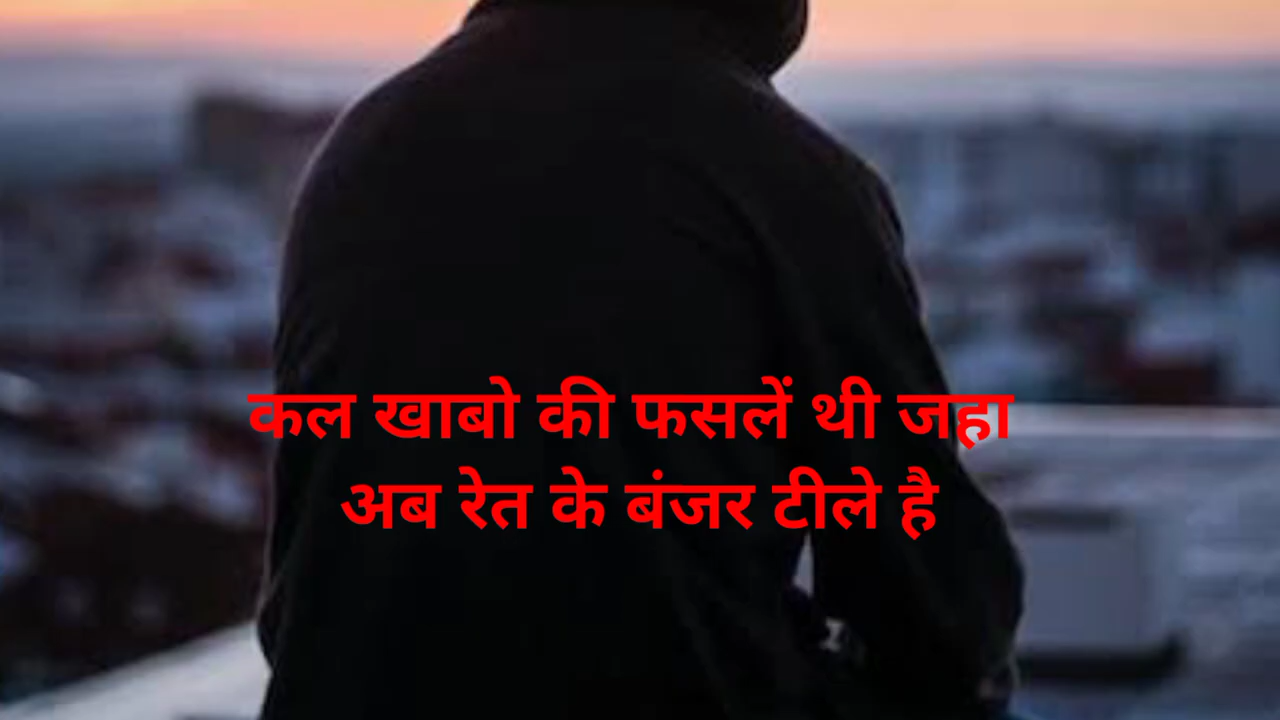 कल खाबो की फसलें थी जहा
अब रेत के बंजर टीले है